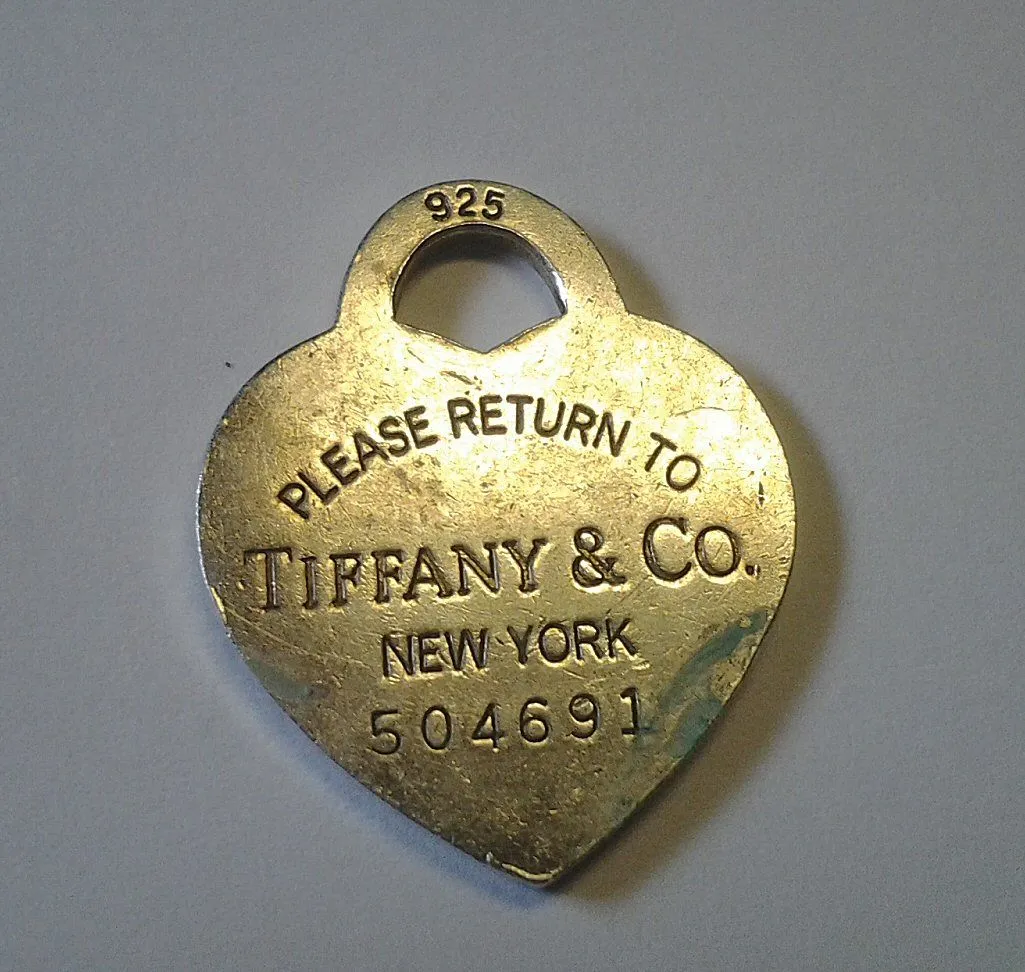 925
PLEASE RETURN TO
TIFFANY & CO.
NEW YORK
504691